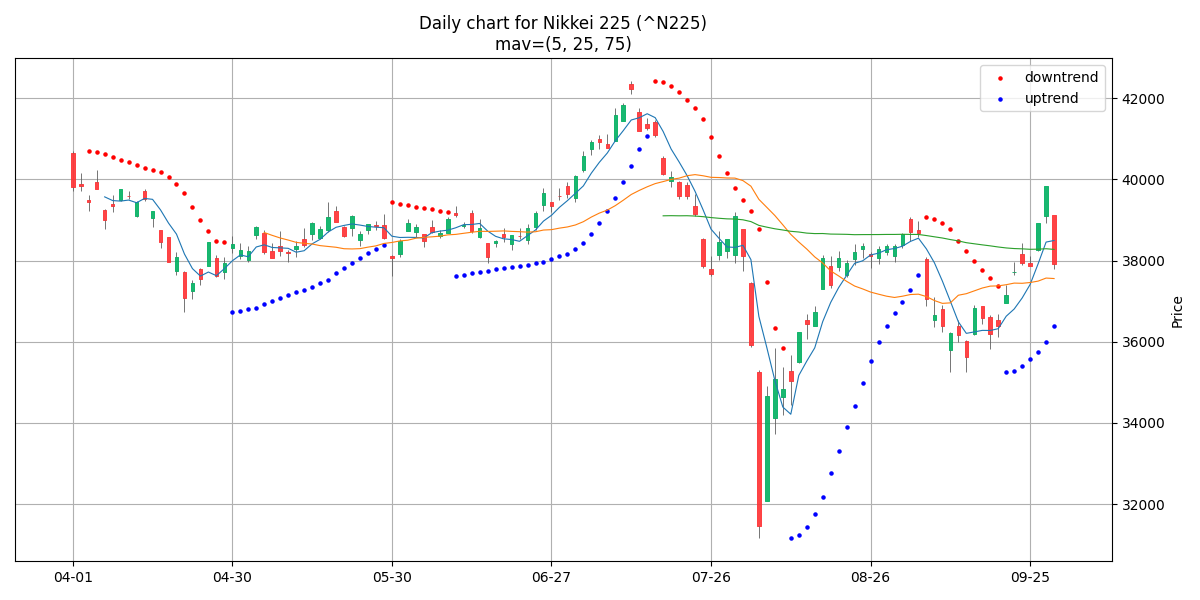 Daily chart for Nikkei 225 (^N225)
mav=(5, 25, 75)
downtrend
uptrend
42000
40000
38000
36000
34000
32000
Price
04-01
04-30
05-30
06-27
07-26
08-26
09-25